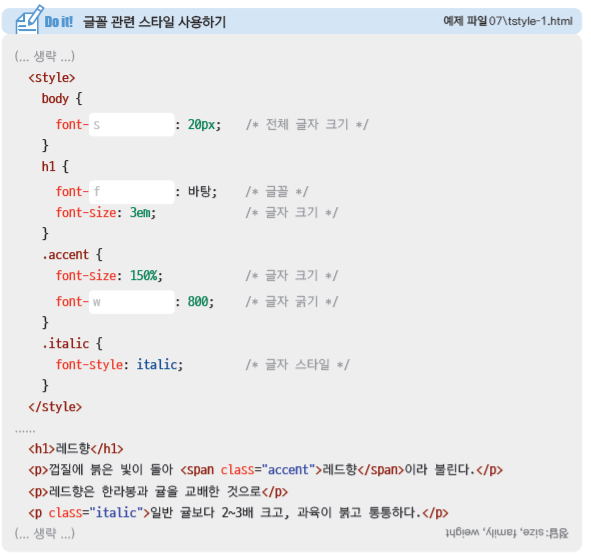 Do it! 글꼴 관련 스타일 사용하기 예제 파일 07\tstyle-1.html
(... 생략 ...)
<style>
body {
font-s : 20px; /* 전체 글자 크기 */
}
h1 {
font-f : 바탕; /* 글꼴 */
font-size: 3em; /* 글자 크기 */
}
.accent {
font-size: 150%; /* 글자 크기 */
font-w : 800; /* 글자 굵기 */
}
.italic {
font-style: italic; /* 글자 스타일 */
}
</style>
......
<h1>레드향</h1>
<p>껍질에 붉은 빛이 돌아 <span class="accent">레드향</span>이라 불린다.</p>
<p>레드향은 한라봉과 귤을 교배한 것으로</p>
<p class="italic">일반 귤보다 2~3배 크고, 과육이 붉고 통통하다.</p>
(... 생략 ...) 정답: size, family, weight